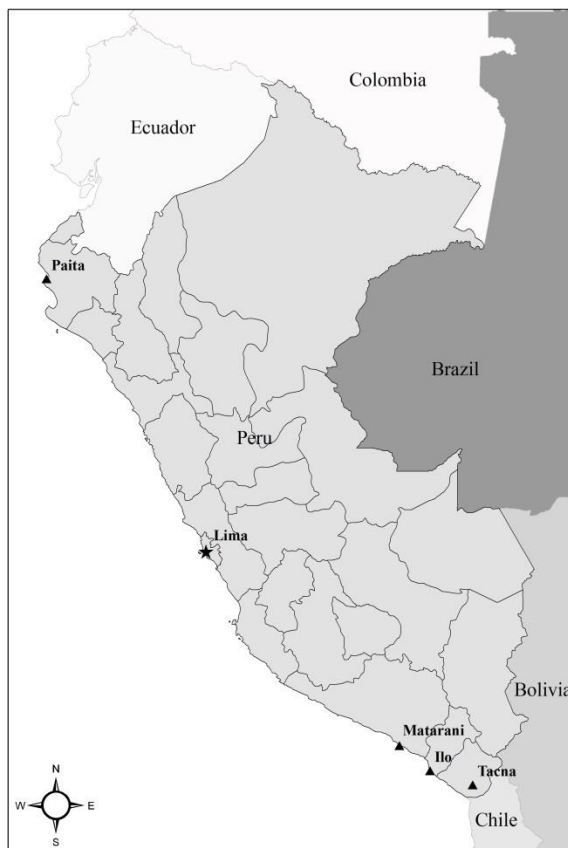 Colombia
Ecuador
Paita
Brazil
Peru
Lima
Bolivia
Matarani
Ilo
Tacna
Chile
N
W
E
S